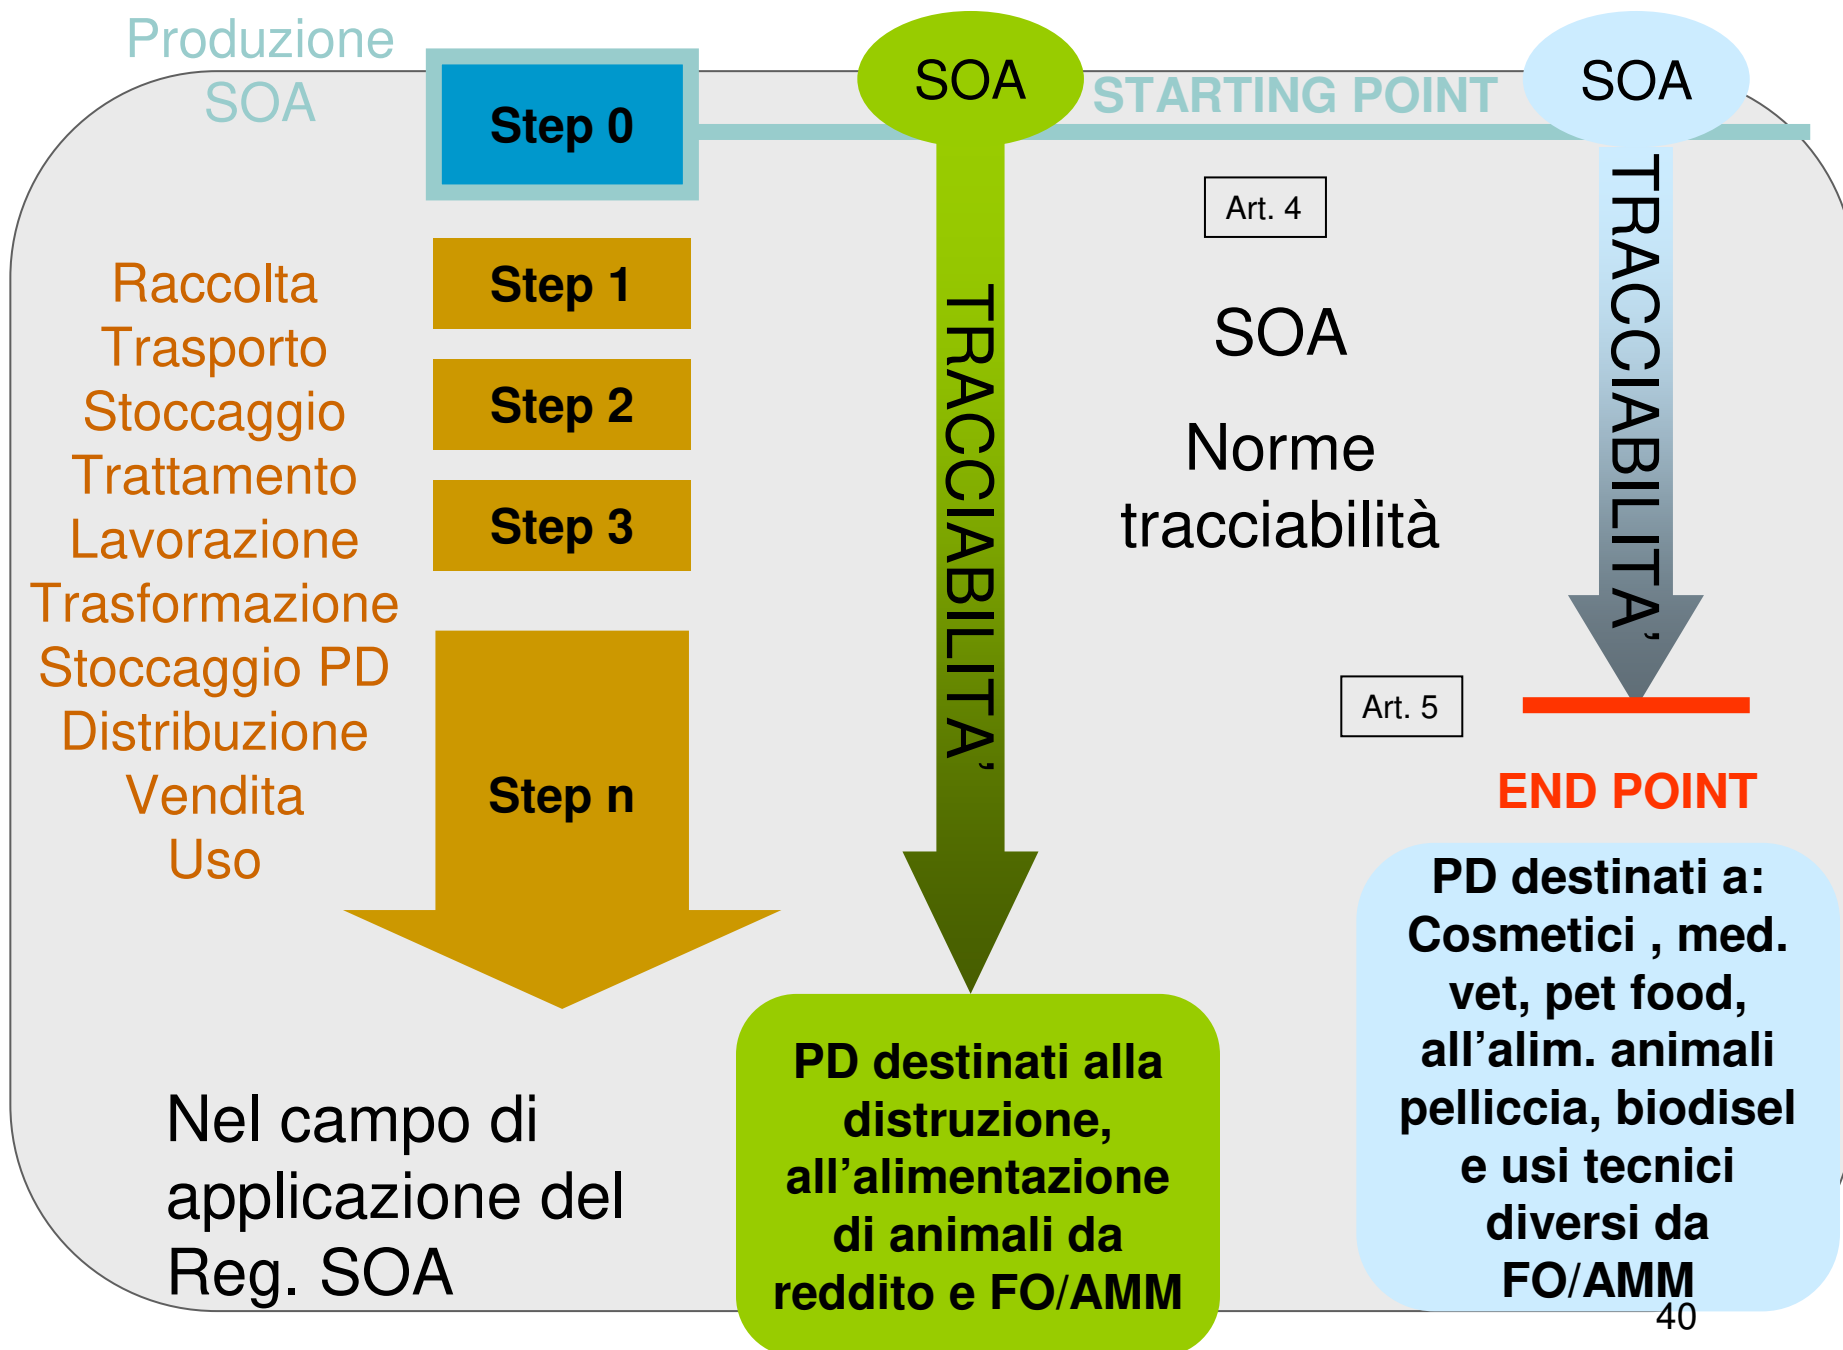 Produzione
SOA
Step 0
SOA
STARTING POINT
SOA
Art. 4
Raccolta
Trasporto
Stoccaggio
Trattamento
Lavorazione
Trasformazione
Stoccaggio PD
Distribuzione
Vendita
Uso
Step 1
Step 2
Step 3
Step n
TRACCIABILITA’
SOA
Norme
tracciabilità
TRACCIABILITA’
Art. 5
END POINT
Nel campo di
applicazione del
Reg. SOA
PD destinati alla
distruzione,
all’alimentazione
di animali da
reddito e FO/AMM
PD destinati a:
Cosmetici , med.
vet, pet food,
all’alim. animali
pelliccia, biodisel
e usi tecnici
diversi da
FO/AMM
40